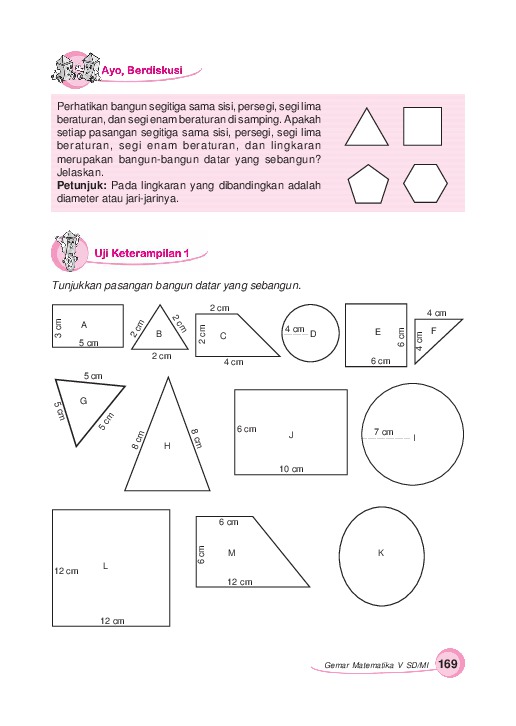 Ayo, Berdiskusi
Perhatikan bangun segitiga sama sisi, persegi, segi lima
beraturan, dan segi enam beraturan di samping. Apakah
setiap pasangan segitiga sama sisi, persegi, segi lima
beraturan, segi enam beraturan, dan lingkaran
merupakan bangun-bangun datar yang sebangun?
Jelaskan.
Petunjuk: Pada lingkaran yang dibandingkan adalah
diameter atau jari-jarinya.
Uji Keterampilan 1
Tunjukkan pasangan bangun datar yang sebangun.
3 cm
A
5 cm
2 cm
2 cm
B
2 cm
2 cm
2 cm
C
4 cm
4 cm
D
E
6 cm
6 cm
4 cm
4 cm
F
5 cm
5 cm
G
5 cm
8 cm
8 cm
H
6 cm
J
10 cm
7 cm
I
12 cm
L
12 cm
6 cm
6 cm
M
12 cm
K
Gemar Matematika V SD/MI
169